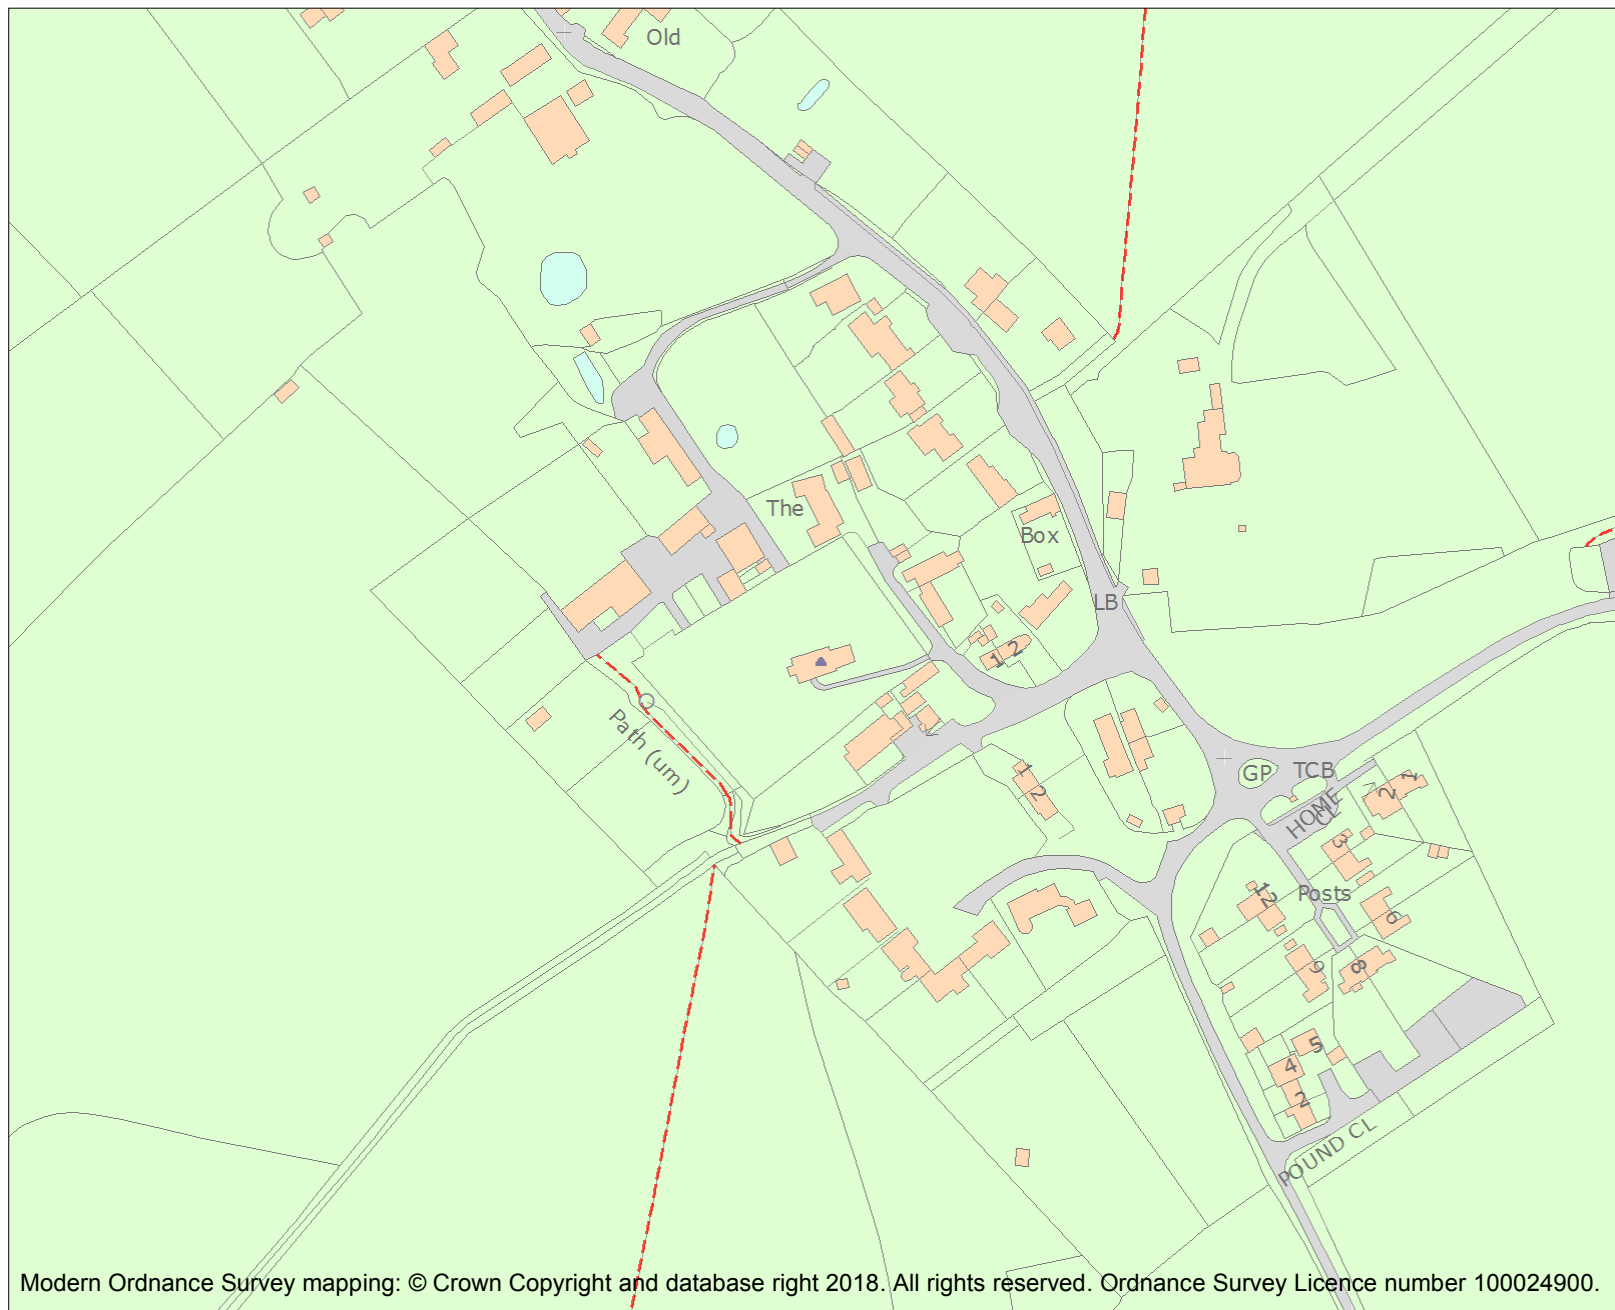 Old
The
Box
LB
1 2
Path (um)
1
2
GP
TCB
HOME
CL
1
2
3
12
Posts
6
9
8
5
4
2
POUND CL
Modern Ordnance Survey mapping: © Crown Copyright and database right 2018. All rights reserved. Ordnance Survey Licence number 100024900.